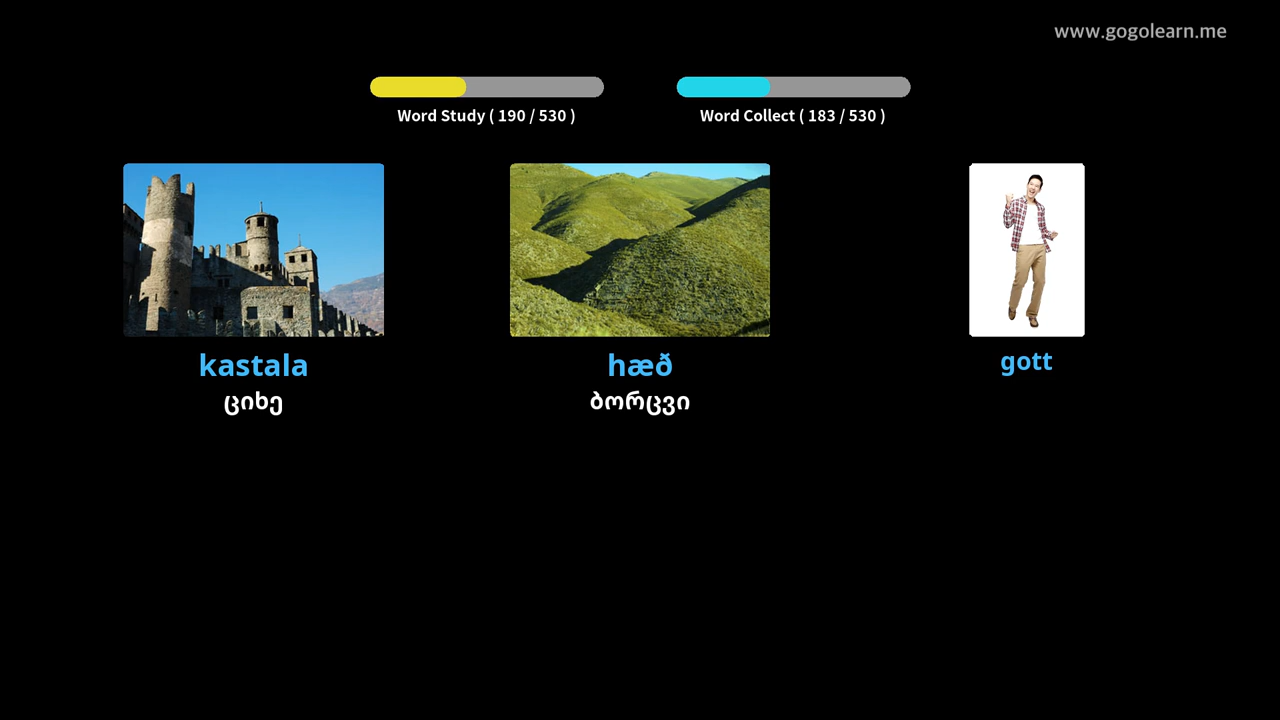 www.gogolearn.me
Word Study ( 190 / 530 )
Word Collect ( 183 / 530 )
kastala
ციხე
hæð
ბორცვი
gott